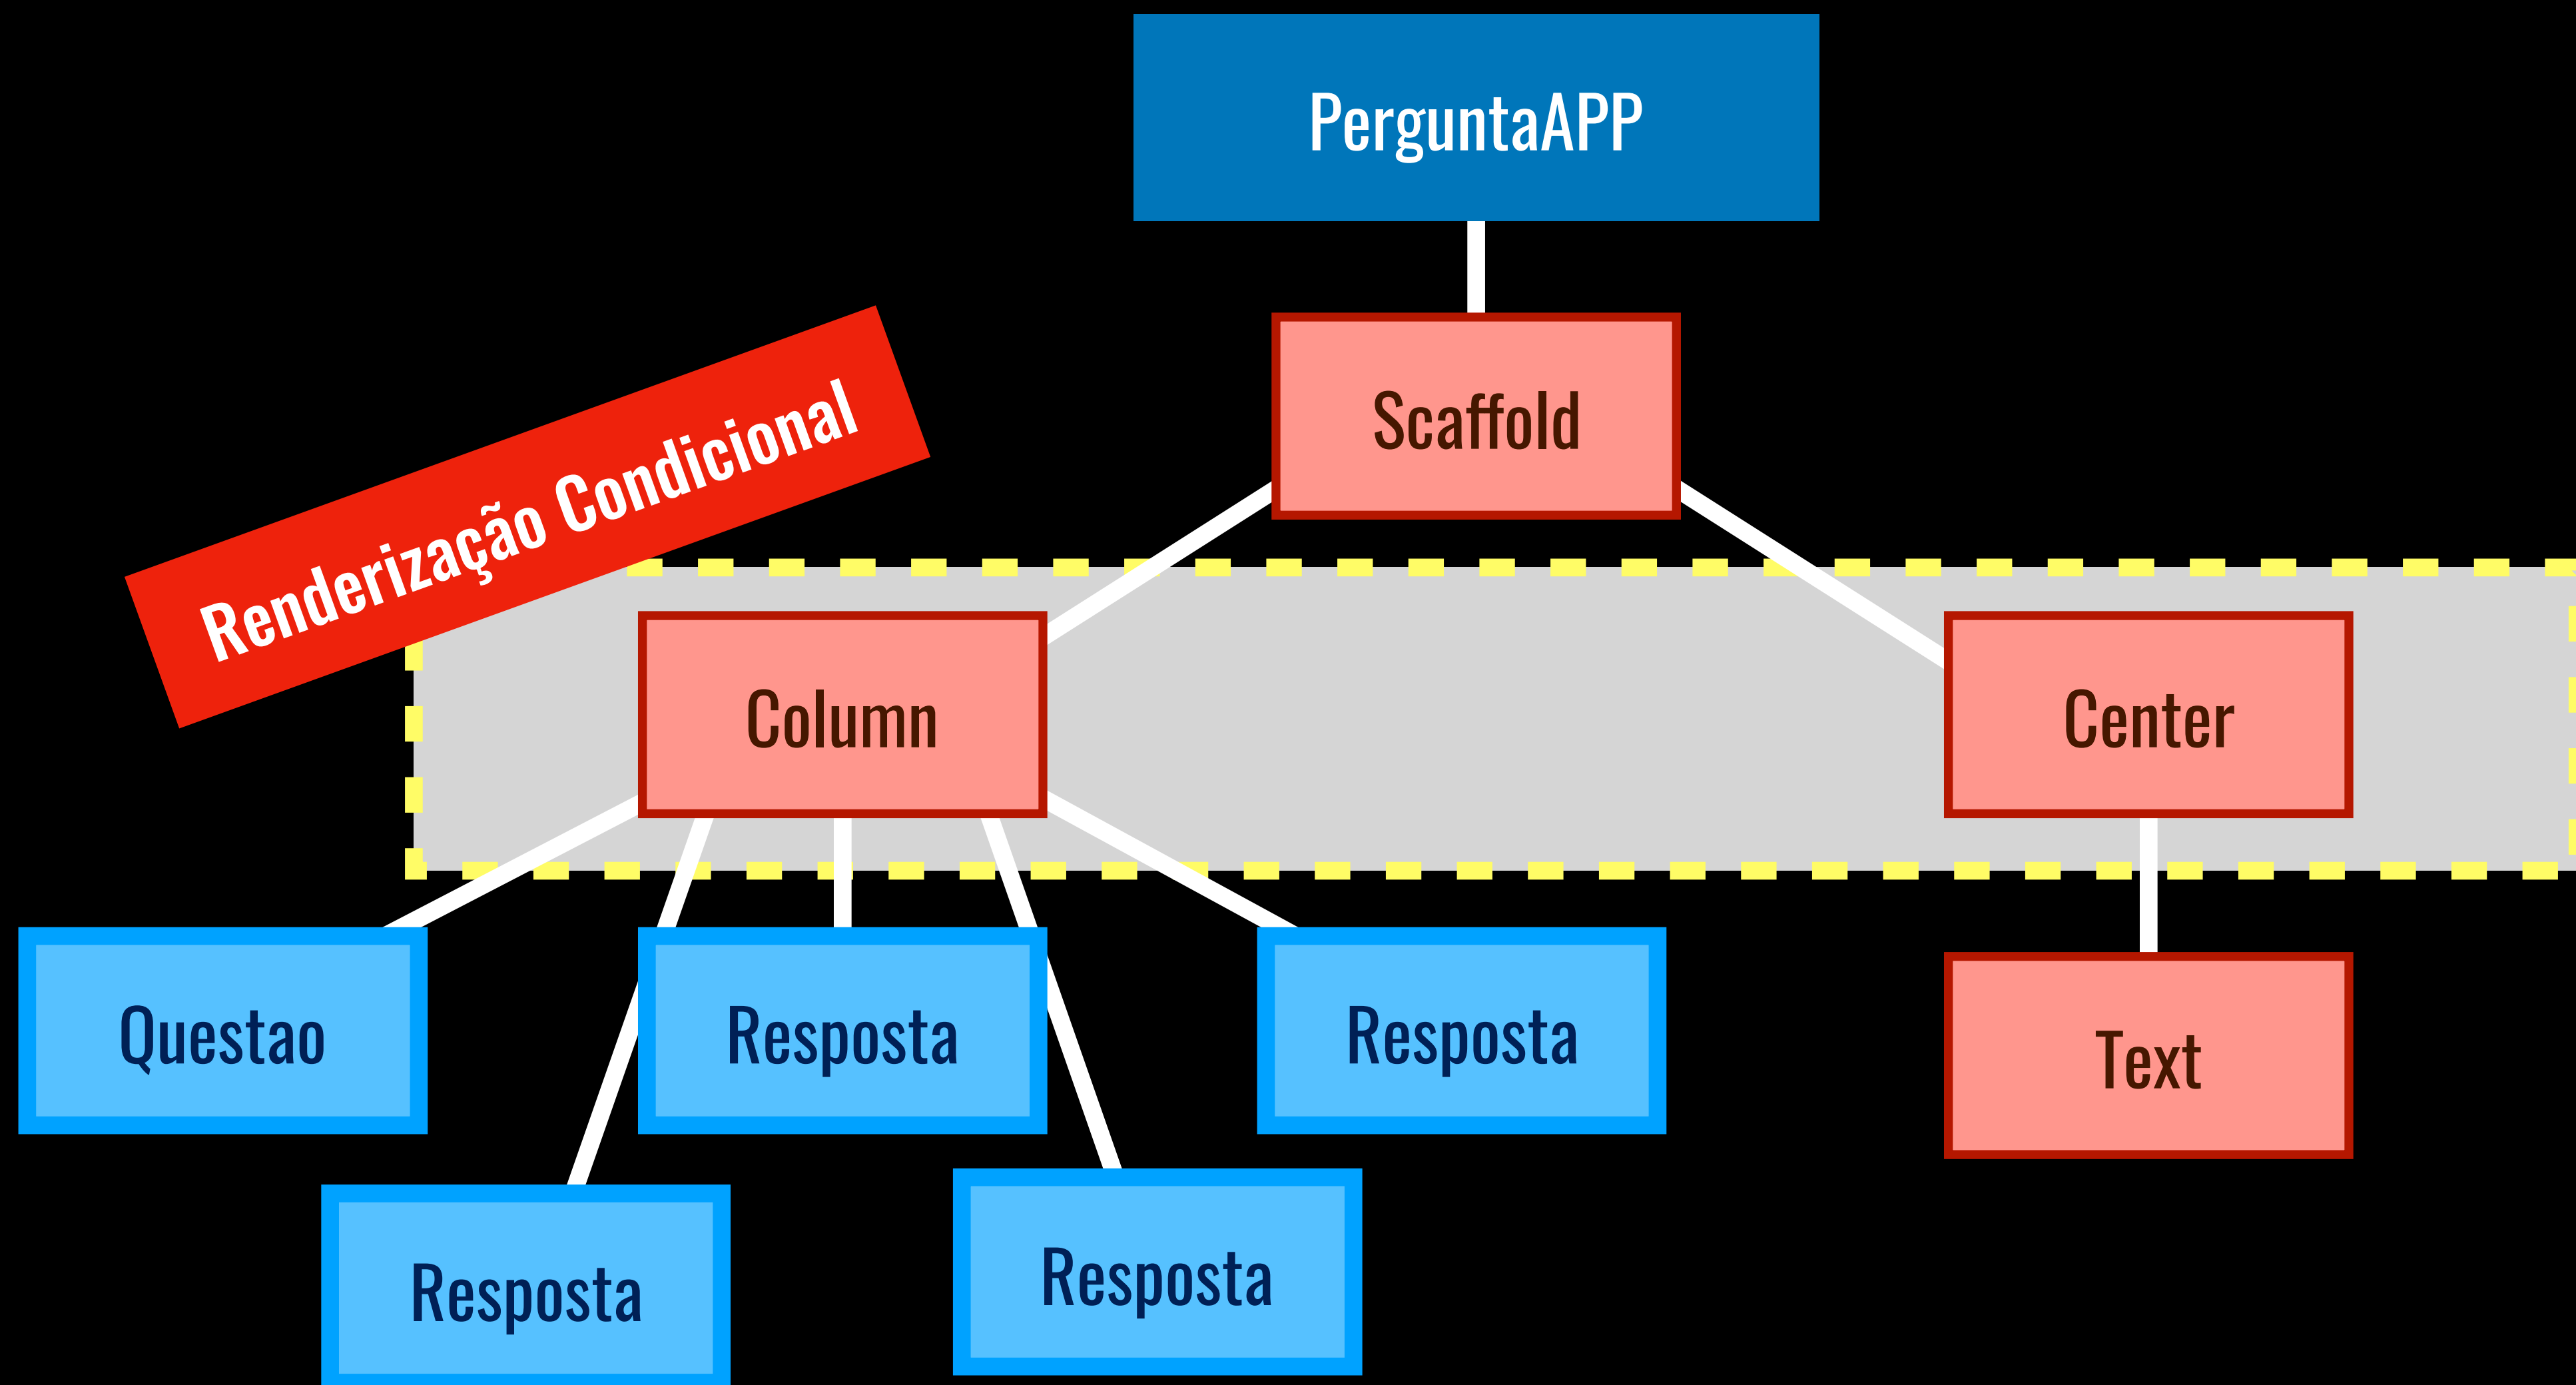 PerguntaAPP
Scaffold
Renderização Condicional
Column
Center
Questao
Resposta
Resposta
Text
Resposta
Resposta